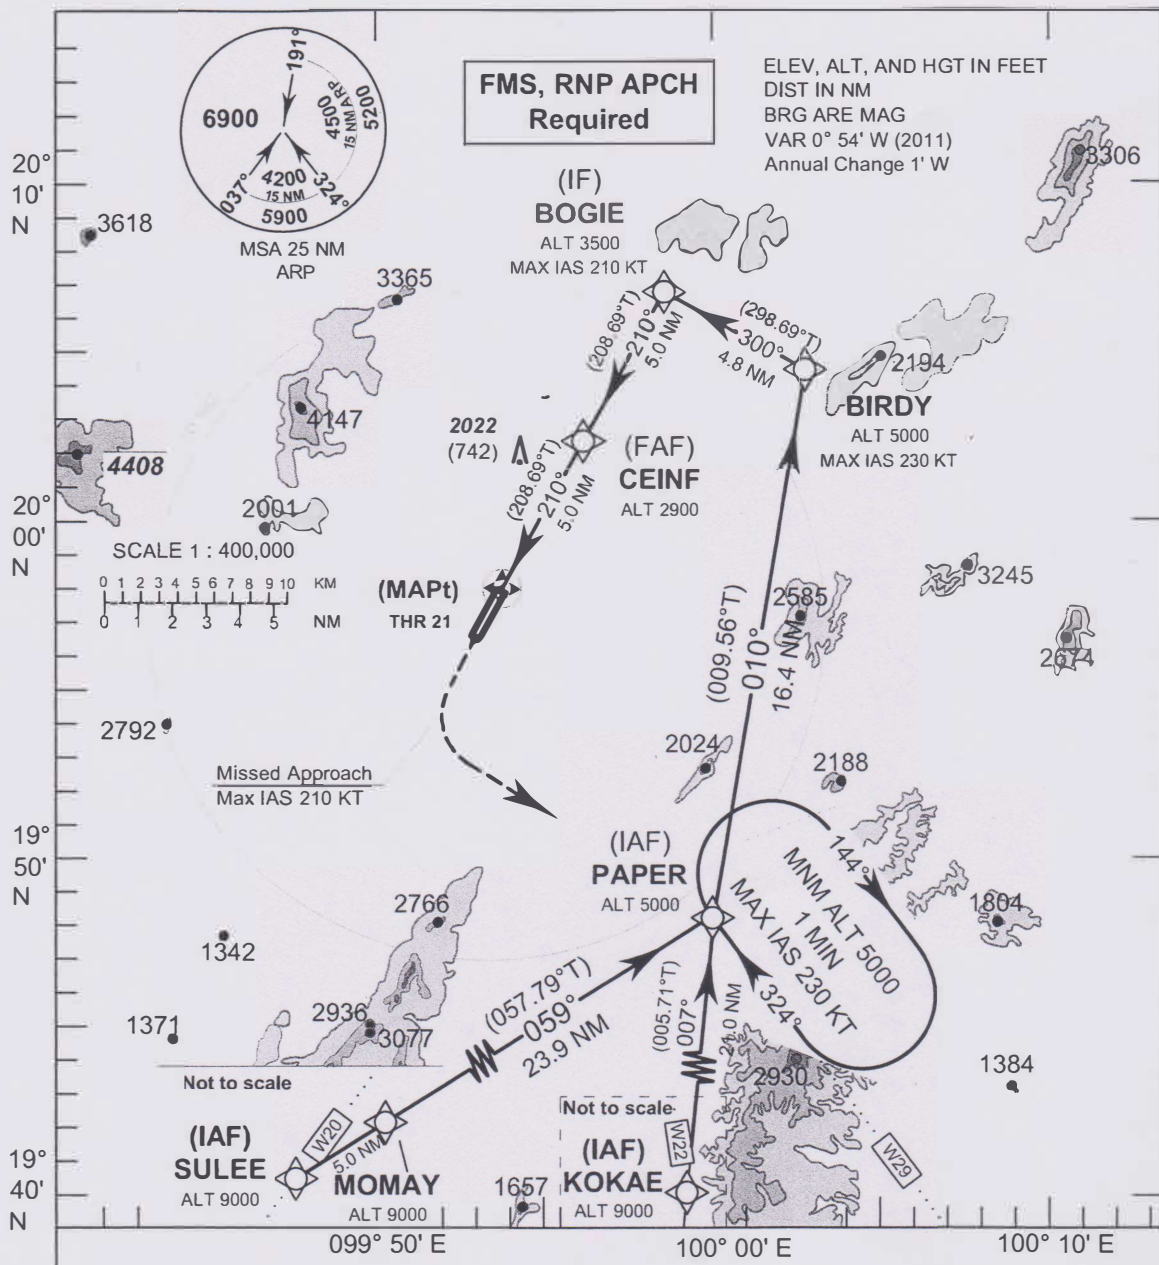 191°
6900
4500
15 NM ARP
5200
037°
4200
15 NM
324°
5900
MSA 25 NM
ARP
FMS, RNP APCH
Required
ELEV, ALT, AND HGT IN FEET
DIST IN NM
BRG ARE MAG
VAR 0° 54' W (2011)
Annual Change 1' W
20°
10'
N
3306
3618
3365
(IF)
BOGIE
ALT 3500
MAX IAS 210 KT
(298.69°T)
300°
4.8 NM
(208.69°T)
210°
5.0 NM
2194
BIRDY
ALT 5000
MAX IAS 230 KT
4147
2022
(742)
(FAF)
CEINF
ALT 2900
4408
2001
(208.69°T)
210°
5.0 NM
20°
00'
N
SCALE 1 : 400,000
0 1 2 3 4 5 6 7 8 9 10 KM
0 1 2 3 4 5 NM
(MAPt)
THR 21
3245
2585
2674
(009.56°T)
010°
16.4 NM
2792
2024
2188
Missed Approach
Max IAS 210 KT
19°
50'
N
(IAF)
PAPER
ALT 5000
144°
MNM ALT 5000
1 MIN
MAX IAS 230 KT
324°
1804
2766
1342
1371
2936
3077
(057.79°T)
059°
23.9 NM
(005.71°T)
007°
21.0 NM
2930
1384
Not to scale
Not to scale
(IAF)
SULEE
ALT 9000
W20
5.0 NM
MOMAY
ALT 9000
1657
(IAF)
KOKAE
ALT 9000
W22
W29
19°
40'
N
099° 50' E
100° 00' E
100° 10' E